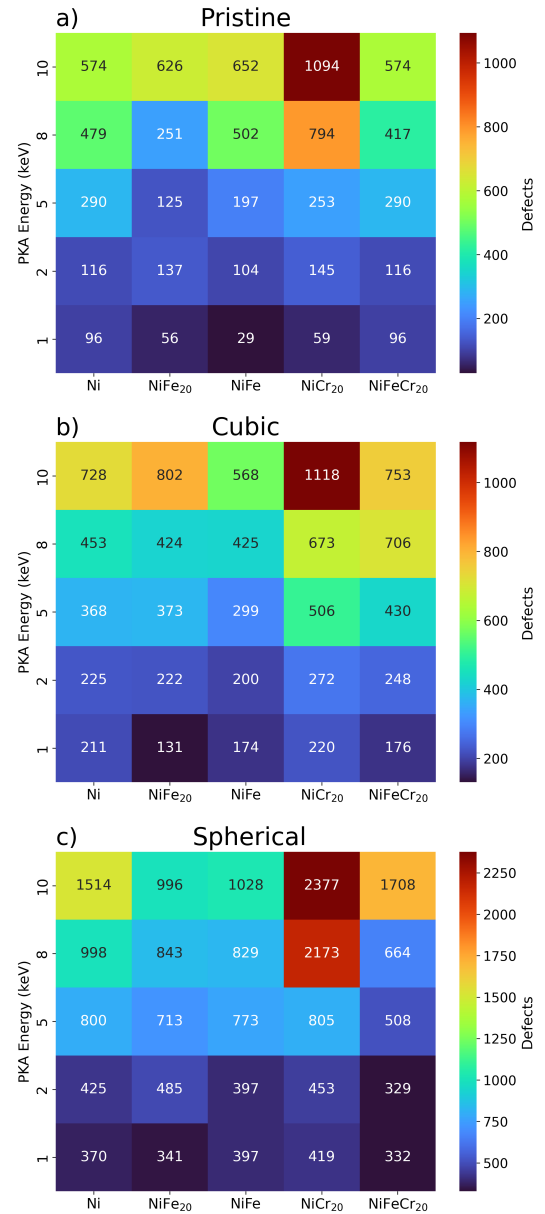 a) Pristine
PKA Energy (keV)
10 574 626 652 1094 574
8 479 251 502 794 417
5 290 125 197 253 290
2 116 137 104 145 116
1 96 56 29 59 96
Ni NiFe₂₀ NiFe NiCr₂₀ NiFeCr₂₀
1000
800
600
400
200
Defects
b) Cubic
PKA Energy (keV)
10 728 802 568 1118 753
8 453 424 425 673 706
5 368 373 299 506 430
2 225 222 200 272 248
1 211 131 174 220 176
Ni NiFe₂₀ NiFe NiCr₂₀ NiFeCr₂₀
1000
800
600
400
200
Defects
c) Spherical
PKA Energy (keV)
10 1514 996 1028 2377 1708
8 998 843 829 2173 664
5 800 713 773 805 508
2 425 485 397 453 329
1 370 341 397 419 332
Ni NiFe₂₀ NiFe NiCr₂₀ NiFeCr₂₀
2250
2000
1750
1500
1250
1000
750
500
Defects